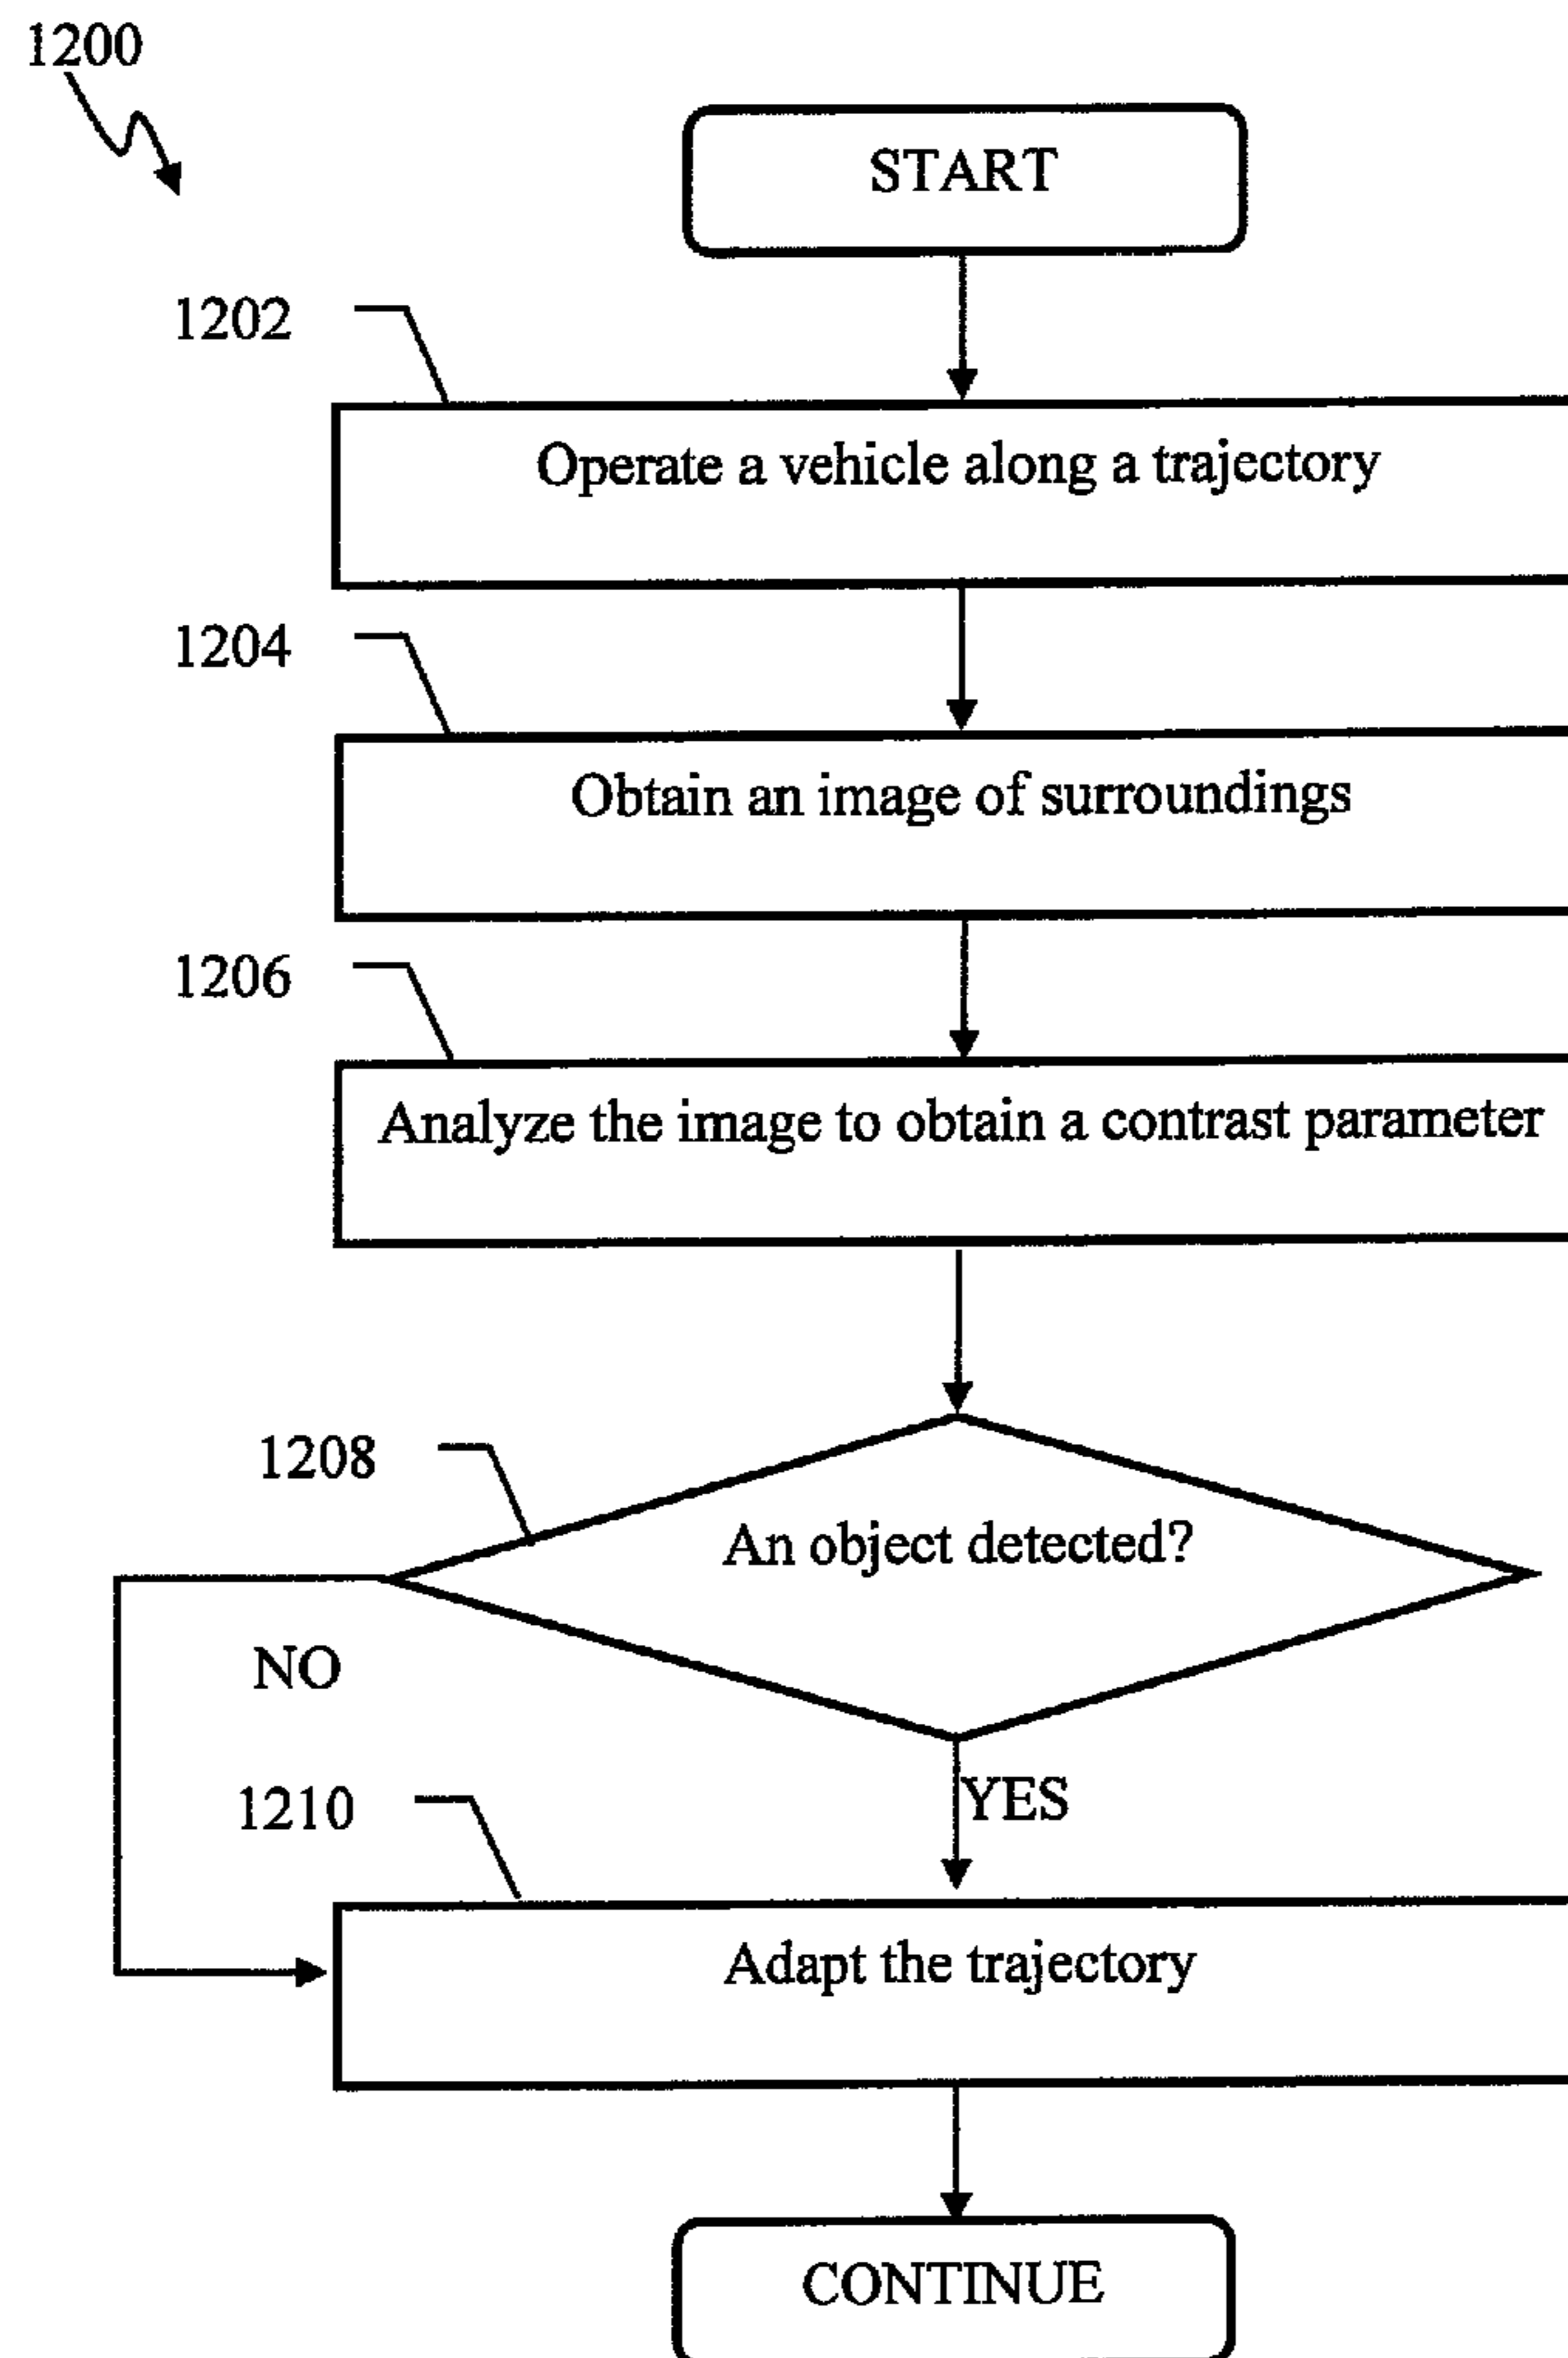 1200
START
1202
Operate a vehicle along a trajectory
1204
Obtain an image of surroundings
1206
Analyze the image to obtain a contrast parameter
1208
An object detected?
NO
YES
1210
Adapt the trajectory
CONTINUE